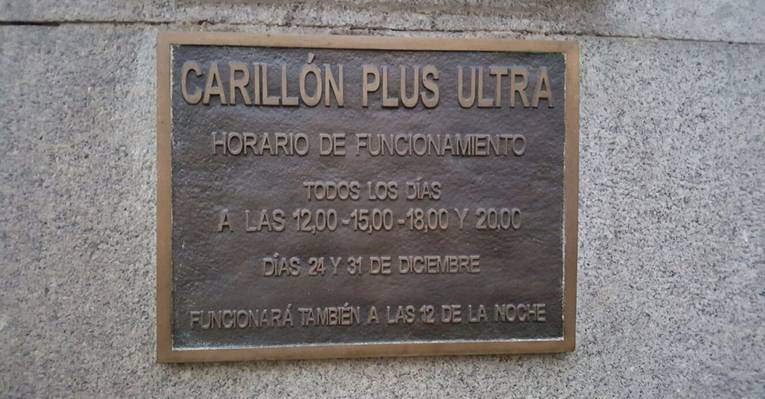 CARILLÓN PLUS ULTRA
HORARIO DE FUNCIONAMIENTO
TODOS LOS DÍAS
A LAS 12,00-15,00-18,00 Y 20,00
DÍAS 24 Y 31 DE DICIEMBRE
FUNCIONARÁ TAMBIÉN A LAS 12 DE LA NOCHE